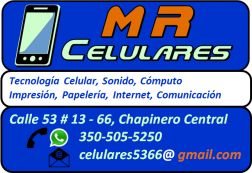 MR
CELULARES
Tecnología Celular, Sonido, Cómputo
Impresión, Papelería, Internet, Comunicación
Calle 53 # 13 - 66, Chapinero Central
350-505-5250
celulares5366@ gmail.com